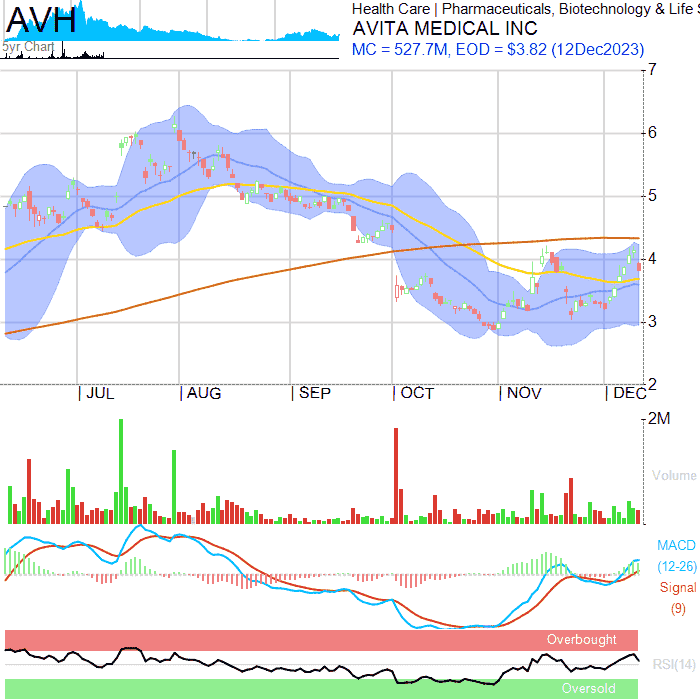 AVH
5yr Chart
Health Care | Pharmaceuticals, Biotechnology & Life S
AVITA MEDICAL INC
MC = 527.7M, EOD = $3.82 (12Dec2023)
7
6
5
4
3
2
JUL
AUG
SEP
OCT
NOV
DEC
2M
Volume
MACD
(12-26)
Signal
(9)
Overbought
RSI(14)
Oversold